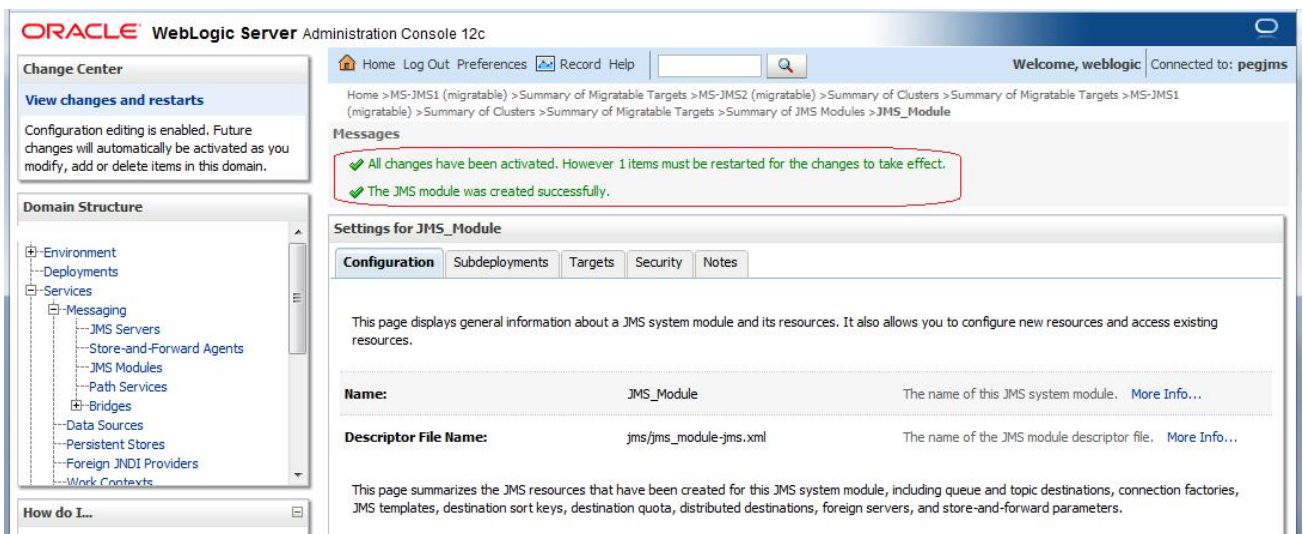 ORACLE WebLogic Server Administration Console 12c
Change Center
View changes and restarts
Configuration editing is enabled. Future
changes will automatically be activated as you
modify, add or delete items in this domain.
Domain Structure
Environment
Deployments
Services
Messaging
JMS Servers
Store-and-Forward Agents
JMS Modules
Path Services
Bridges
Data Sources
Persistent Stores
Foreign JNDI Providers
Work Contexts
How do I...
Home Log Out Preferences Record Help
Welcome, weblogic Connected to: pegjms
Home >MS-JMS1 (migratable) >Summary of Migratable Targets >MS-JMS2 (migratable) >Summary of Clusters >Summary of Migratable Targets >MS-JMS1
(migratable) >Summary of Clusters >Summary of Migratable Targets >Summary of JMS Modules >JMS_Module
Messages
All changes have been activated. However 1 items must be restarted for the changes to take effect.
The JMS module was created successfully.
Settings for JMS_Module
Configuration Subdeployments Targets Security Notes
This page displays general information about a JMS system module and its resources. It also allows you to configure new resources and access existing
resources.
Name: JMS_Module The name of this JMS system module. More Info...
Descriptor File Name: jms/jms_module-jms.xml The name of the JMS module descriptor file. More Info...
This page summarizes the JMS resources that have been created for this JMS system module, including queue and topic destinations, connection factories,
JMS templates, destination sort keys, destination quota, distributed destinations, foreign servers, and store-and-forward parameters.